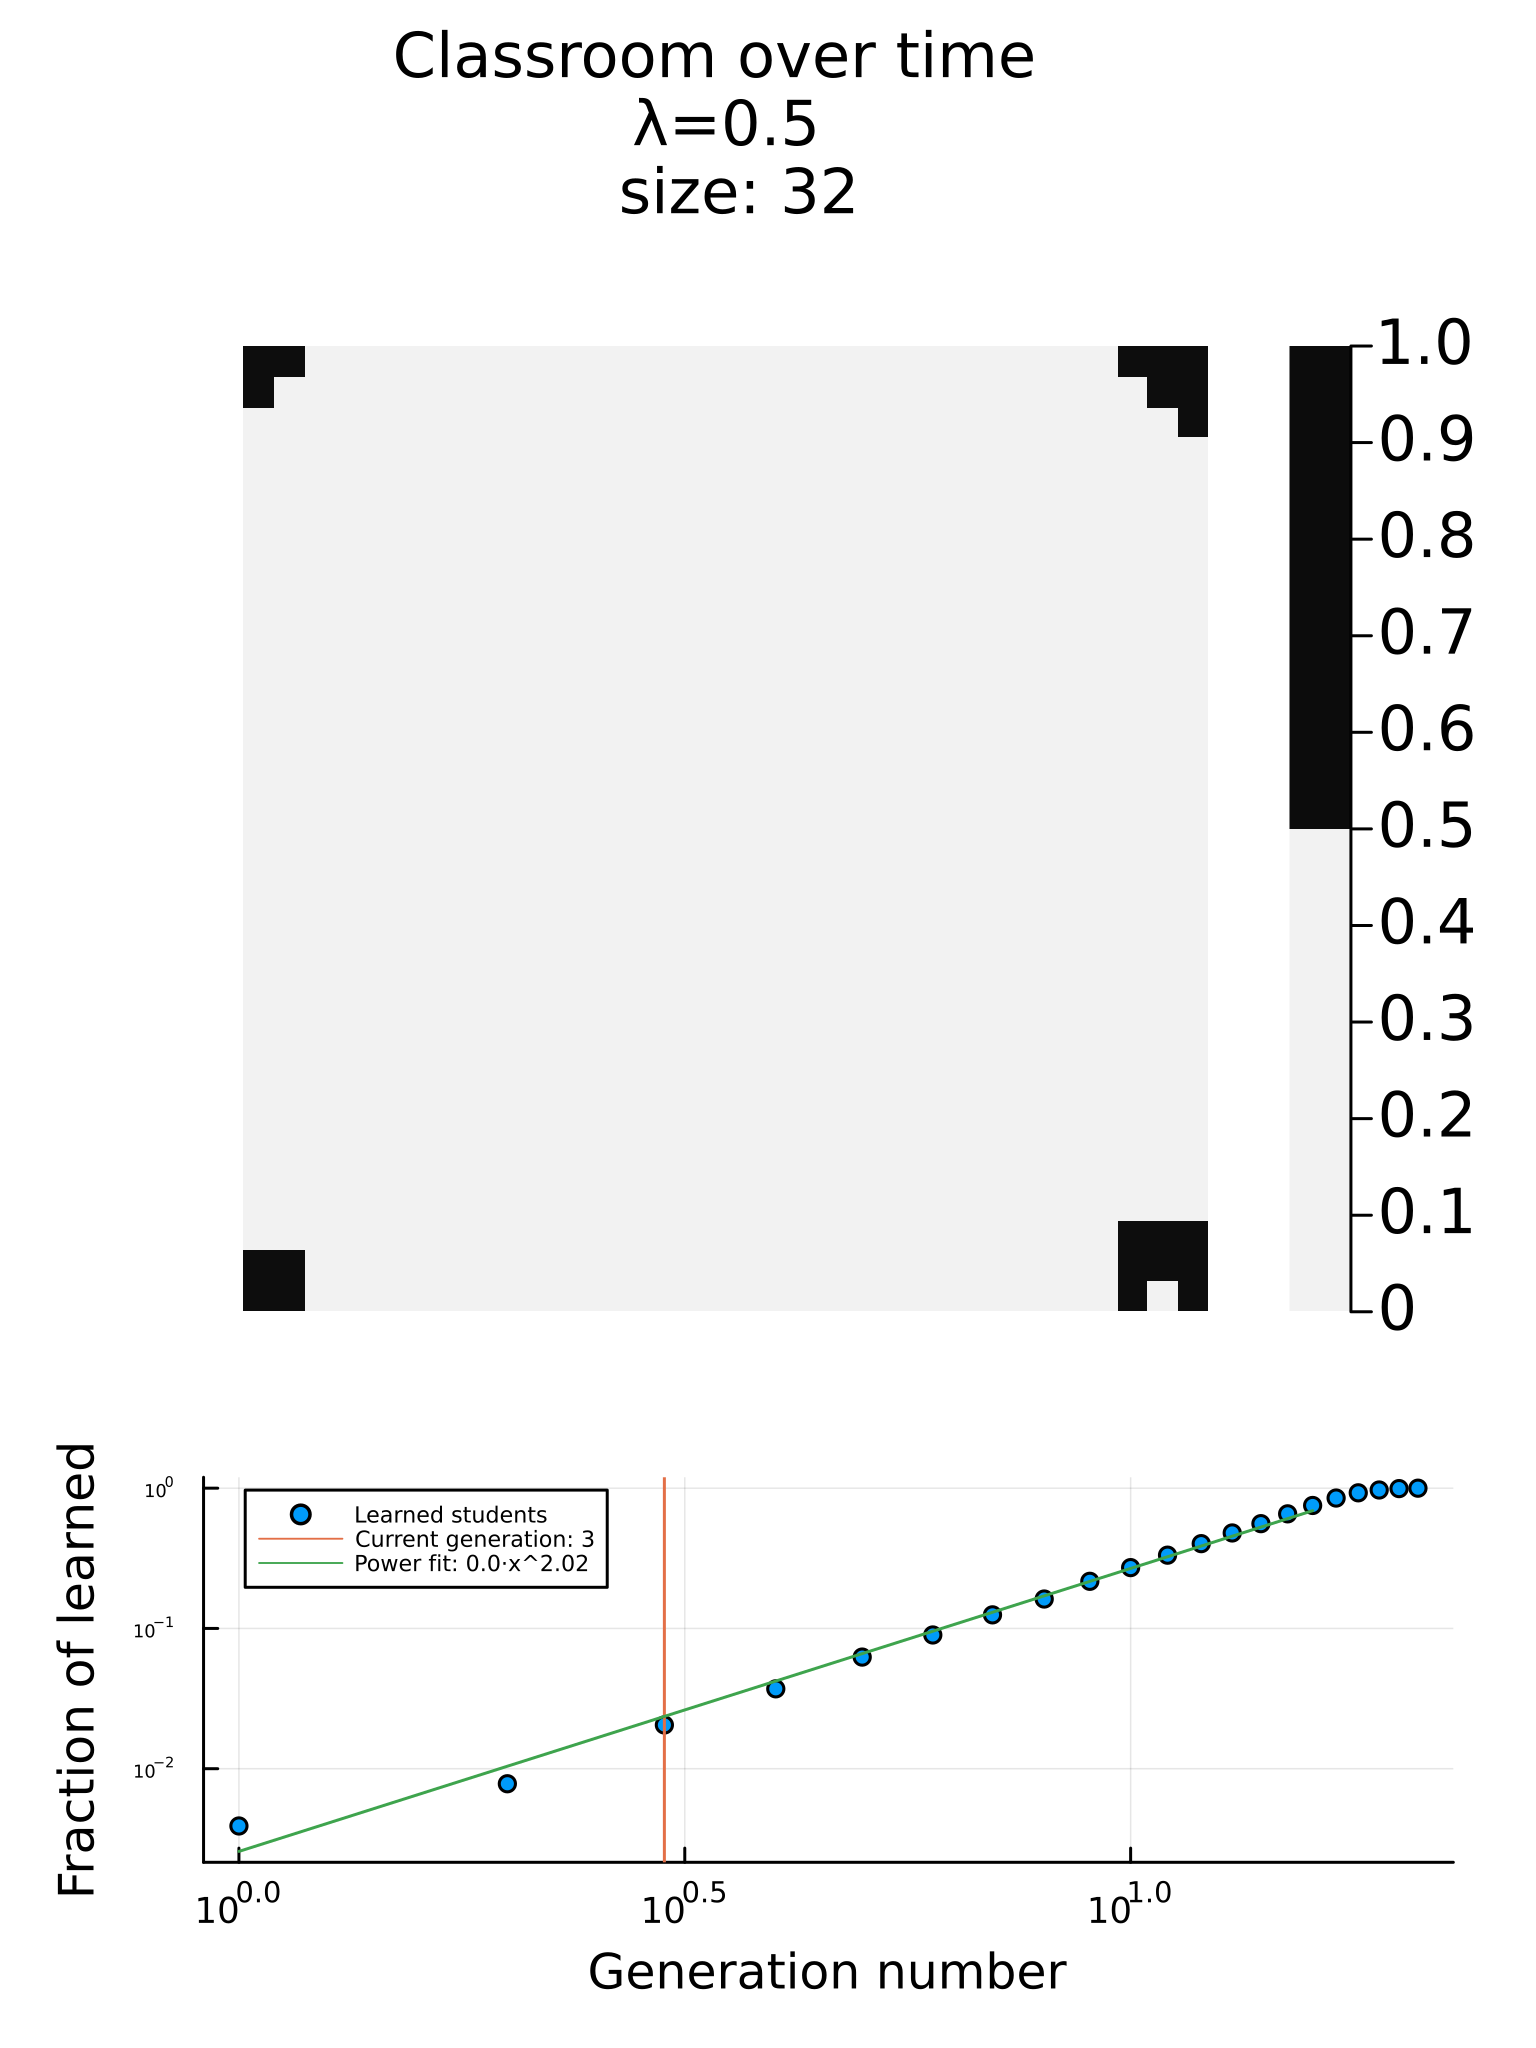 Classroom over time
λ=0.5
size: 32
1.0
0.9
0.8
0.7
0.6
0.5
0.4
0.3
0.2
0.1
0
Fraction of learned
10^0
10^−1
10^−2
Learned students
Current generation: 3
Power fit: 0.0·x^2.02
10^0.0
10^0.5
10^1.0
Generation number